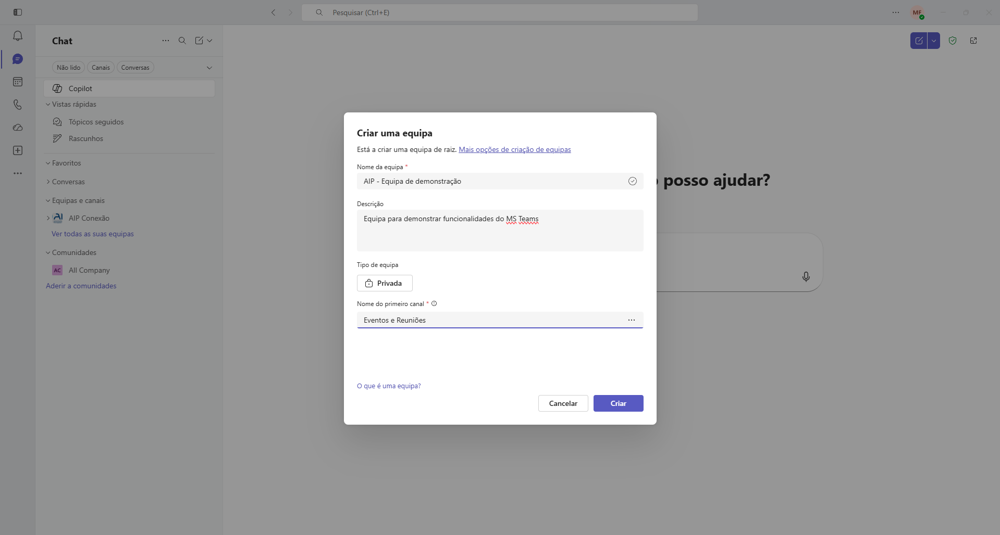 Pesquisar (Ctrl+E)
MF
Chat
Não lido
Canais
Conversas
Copilot
Vistas rápidas
Tópicos seguidos
Rascunhos
Favoritos
Conversas
Equipas e canais
AIP Conexão
Ver todas as suas equipas
Comunidades
AC
All Company
Aderir a comunidades
posso ajudar?
Criar uma equipa
Está a criar uma equipa de raiz. Mais opções de criação de equipas
Nome da equipa *
AIP - Equipa de demonstração
Descrição
Equipa para demonstrar funcionalidades do MS Teams
Tipo de equipa
Privada
Nome do primeiro canal *
Eventos e Reuniões
O que é uma equipa?
Cancelar
Criar